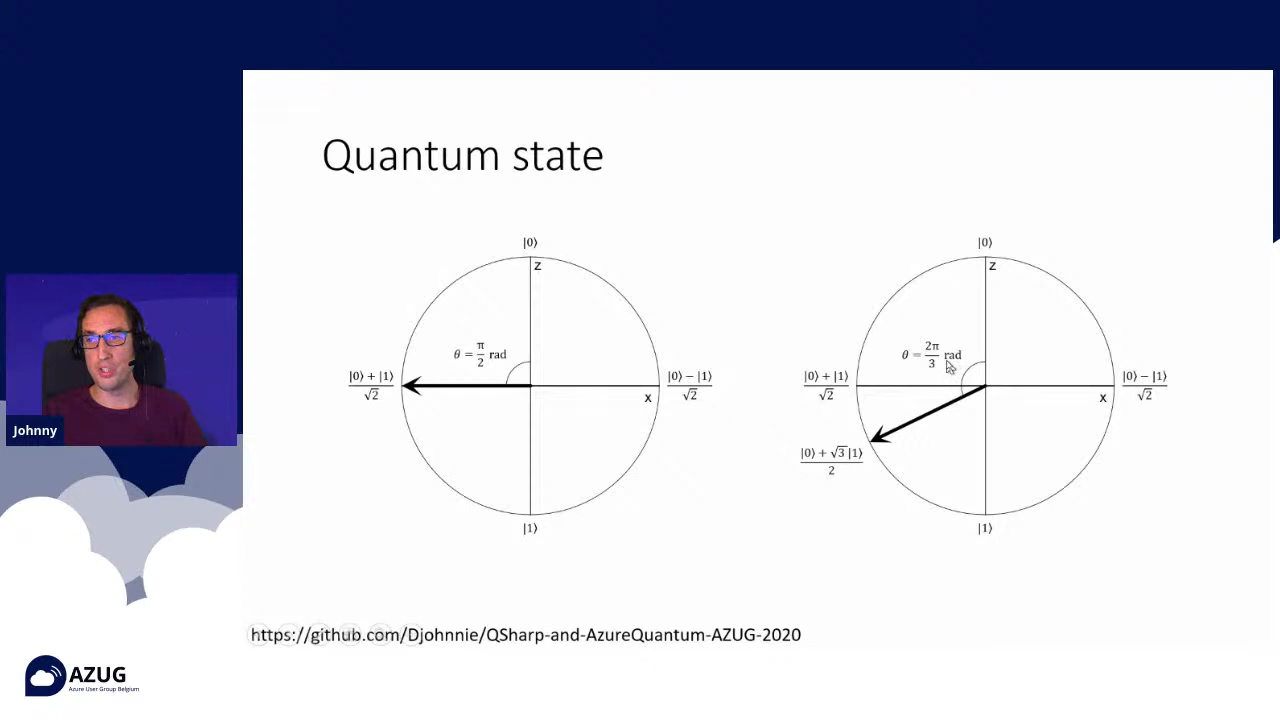 Quantum state
|0⟩
z
θ = π/2 rad
|0⟩ + |1⟩
√2
|0⟩ − |1⟩
√2
x
|1⟩
|0⟩
z
θ = 2π/3 rad
|0⟩ + |1⟩
√2
|0⟩ − |1⟩
√2
x
|0⟩ + √3 |1⟩
2
|1⟩
Johnny
https://github.com/Djohnnie/QSharp-and-AzureQuantum-AZUG-2020
AZUG
Azure User Group Belgium